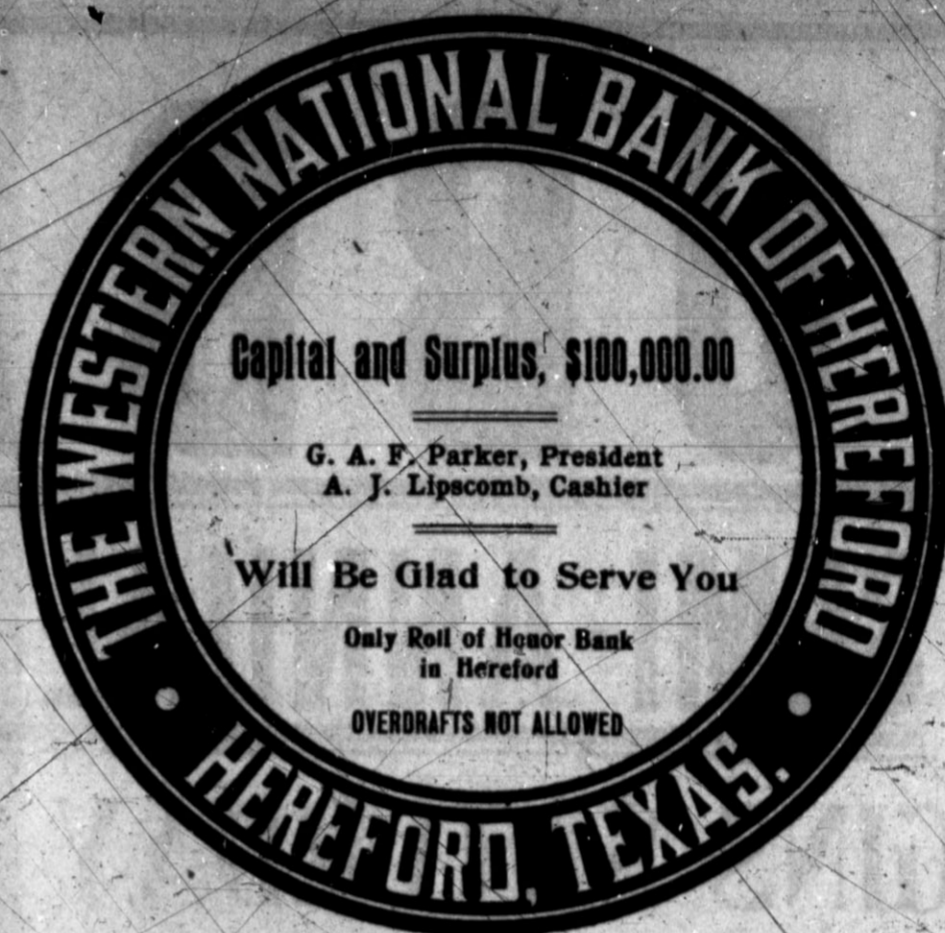 THE WESTERN NATIONAL BANK OF HEREFORD
Capital and Surplus, $100,000.00
G. A. F. Parker, President
A. J. Lipscomb, Cashier
Will Be Glad to Serve You
Only Roll of Honor Bank
in Hereford
OVERDRAFTS NOT ALLOWED
HEREFORD, TEXAS.